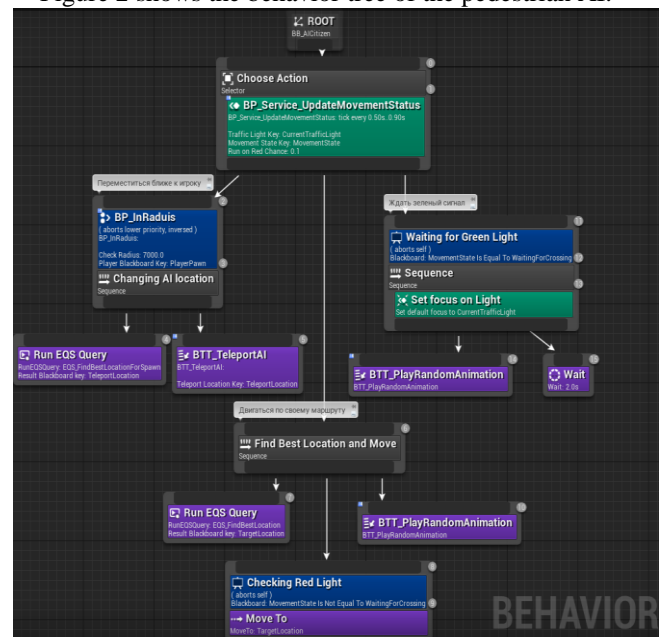 Figure 2 shows the behavior tree of the pedestrian AI.
ROOT
BB_AICitizen
Choose Action
Selector
BP_Service_UpdateMovementStatus
BP_Service_UpdateMovementStatus: tick every 0.50s..0.90s
Traffic Light Key: CurrentTrafficLight
Movement State Key: MovementState
Run on Red Chance: 0.1
Переместиться ближе к игроку
BP_InRaduis
( aborts lower priority, inversed )
BP_InRaduis:
Check Radius: 7000.0
Player Blackboard Key: PlayerPawn
Changing AI location
Sequence
Ждать зеленый сигнал
Waiting for Green Light
( aborts self )
Blackboard: MovementState Is Equal To WaitingForCrossing
Sequence
Sequence
Set focus on Light
Set default focus to CurrentTrafficLight
Run EQS Query
RunEQSQuery: EQS_FindBestLocationForSpawn
Result Blackboard key: TeleportLocation
BTT_TeleportAI
BTT_TeleportAI:
Teleport Location Key: TeleportLocation
BTT_PlayRandomAnimation
BTT_PlayRandomAnimation
Wait
Wait: 2.0s
Двигаться по своему маршруту
Find Best Location and Move
Sequence
Run EQS Query
RunEQSQuery: EQS_FindBestLocation
Result Blackboard key: TargetLocation
BTT_PlayRandomAnimation
BTT_PlayRandomAnimation
Checking Red Light
( aborts self )
Blackboard: MovementState Is Not Equal To WaitingForCrossing
Move To
MoveTo: TargetLocation
BEHAVIOR